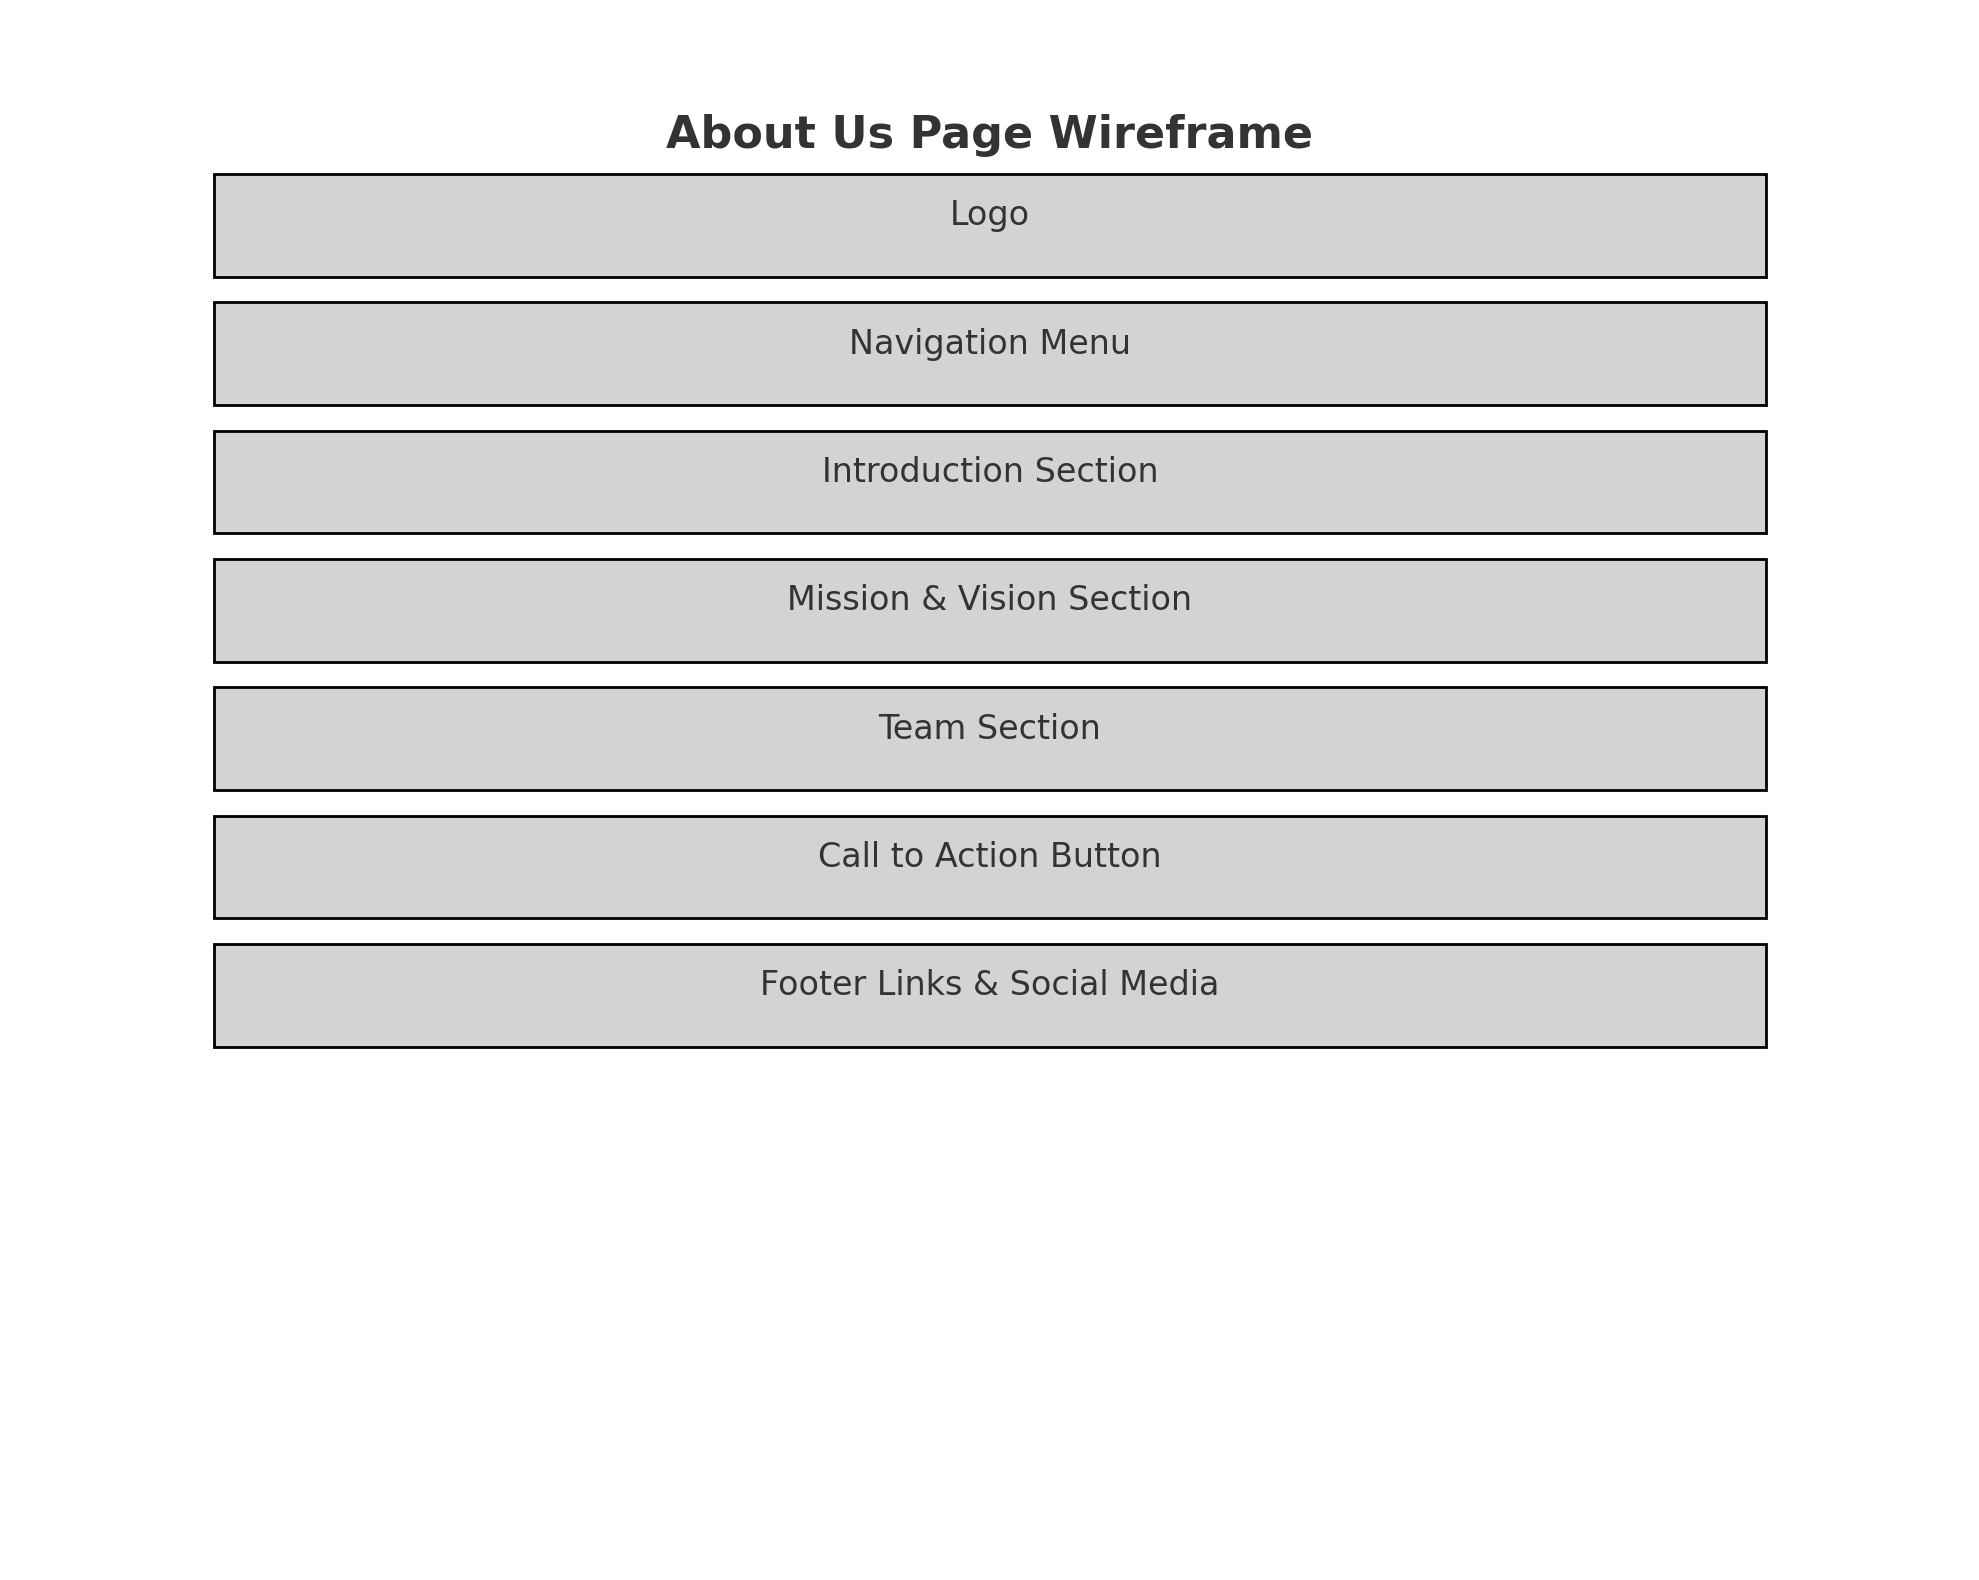 About Us Page Wireframe
Logo
Navigation Menu
Introduction Section
Mission & Vision Section
Team Section
Call to Action Button
Footer Links & Social Media